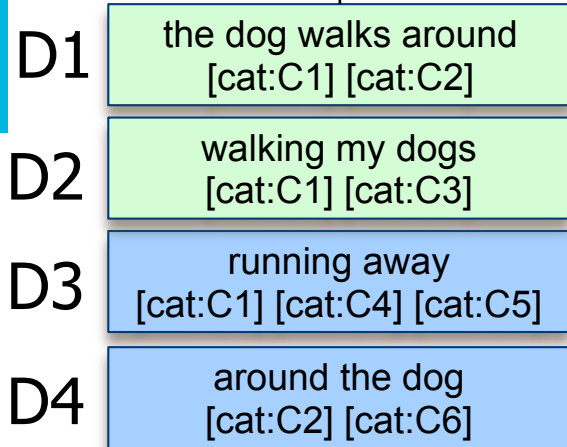 D1
the dog walks around
[cat:C1] [cat:C2]
D2
walking my dogs
[cat:C1] [cat:C3]
D3
running away
[cat:C1] [cat:C4] [cat:C5]
D4
around the dog
[cat:C2] [cat:C6]